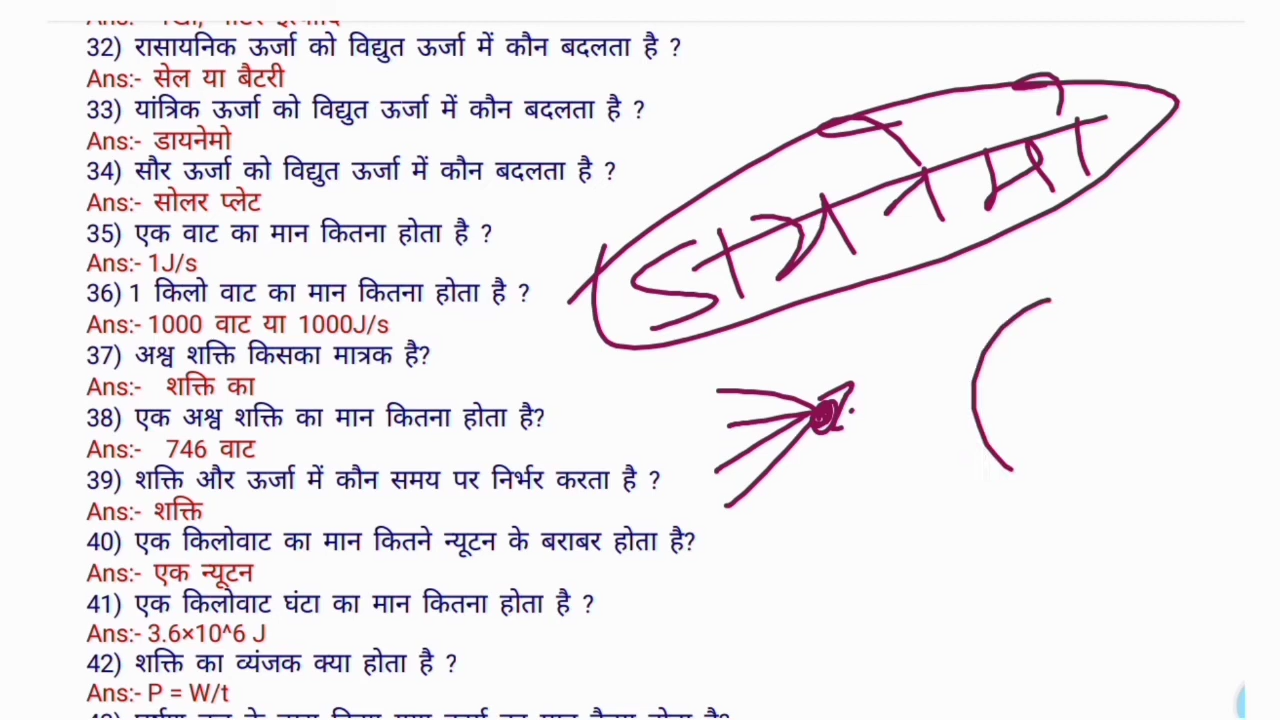 32) रासायनिक ऊर्जा को विद्युत ऊर्जा में कौन बदलता है ?
Ans:- सेल या बैटरी
33) यांत्रिक ऊर्जा को विद्युत ऊर्जा में कौन बदलता है ?
Ans:- डायनेमो
34) सौर ऊर्जा को विद्युत ऊर्जा में कौन बदलता है ?
Ans:- सोलर प्लेट
35) एक वाट का मान कितना होता है ?
Ans:- 1J/s
36) 1 किलो वाट का मान कितना होता है ?
Ans:- 1000 वाट या 1000J/s
37) अश्व शक्ति किसका मात्रक है?
Ans:- शक्ति का
38) एक अश्व शक्ति का मान कितना होता है?
Ans:- 746 वाट
39) शक्ति और ऊर्जा में कौन समय पर निर्भर करता है ?
Ans:- शक्ति
40) एक किलोवाट का मान कितने न्यूटन के बराबर होता है?
Ans:- एक न्यूटन
41) एक किलोवाट घंटा का मान कितना होता है ?
Ans:- 3.6×10^6 J
42) शक्ति का व्यंजक क्या होता है ?
Ans:- P = W/t